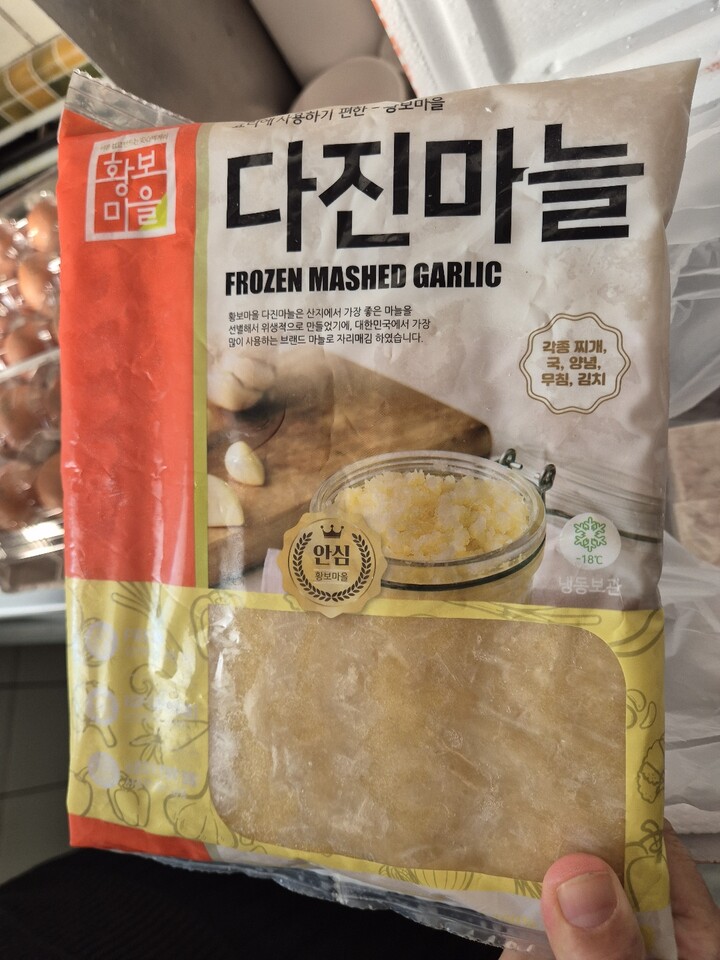 사용하기 편한 - 황보마을
황보
마을
다진마늘
FROZEN MASHED GARLIC
황보마을 다진마늘은 산지에서 가장 좋은 마늘을
선별해서 위생적으로 만들었기에, 대한민국에서 가장
많이 사용하는 브랜드 마늘로 자리매김 하였습니다.
각종 찌개,
국, 양념,
무침, 김치
안심
황보마을
-18℃
냉동보관